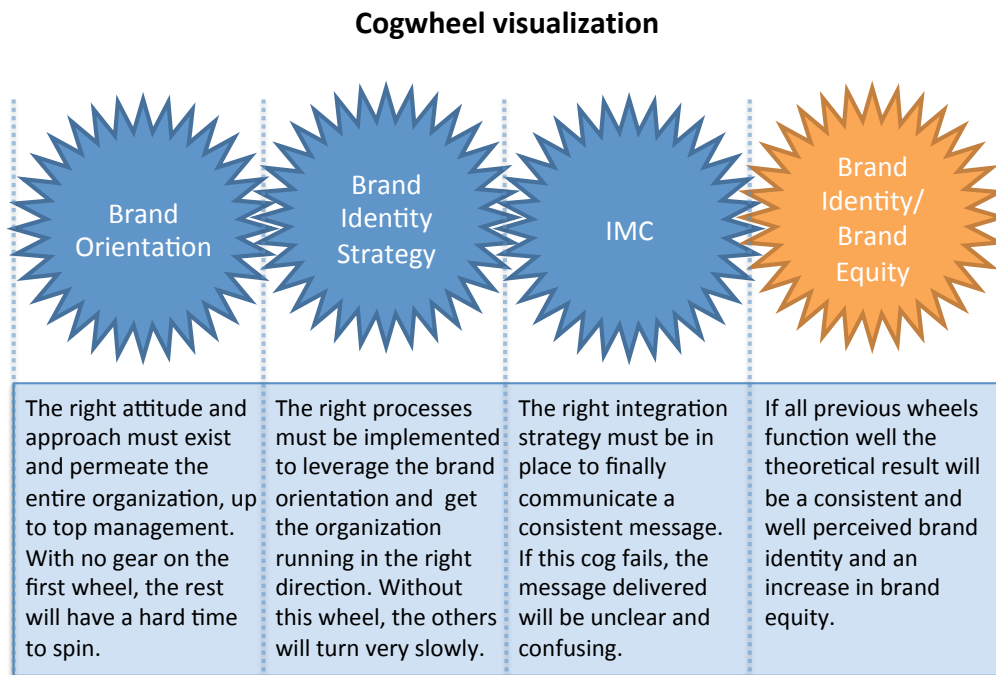 Cogwheel visualization
Brand
Orientation
Brand
Identity
Strategy
IMC
Brand
Identity/
Brand
Equity
The right attitude and
approach must exist
and permeate the
entire organization, up
to top management.
With no gear on the
first wheel, the rest
will have a hard time
to spin.
The right processes
must be implemented
to leverage the brand
orientation and get
the organization
running in the right
direction. Without
this wheel, the others
will turn very slowly.
The right integration
strategy must be in
place to finally
communicate a
consistent message.
If this cog fails, the
message delivered
will be unclear and
confusing.
If all previous wheels
function well the
theoretical result will
be a consistent and
well perceived brand
identity and an
increase in brand
equity.